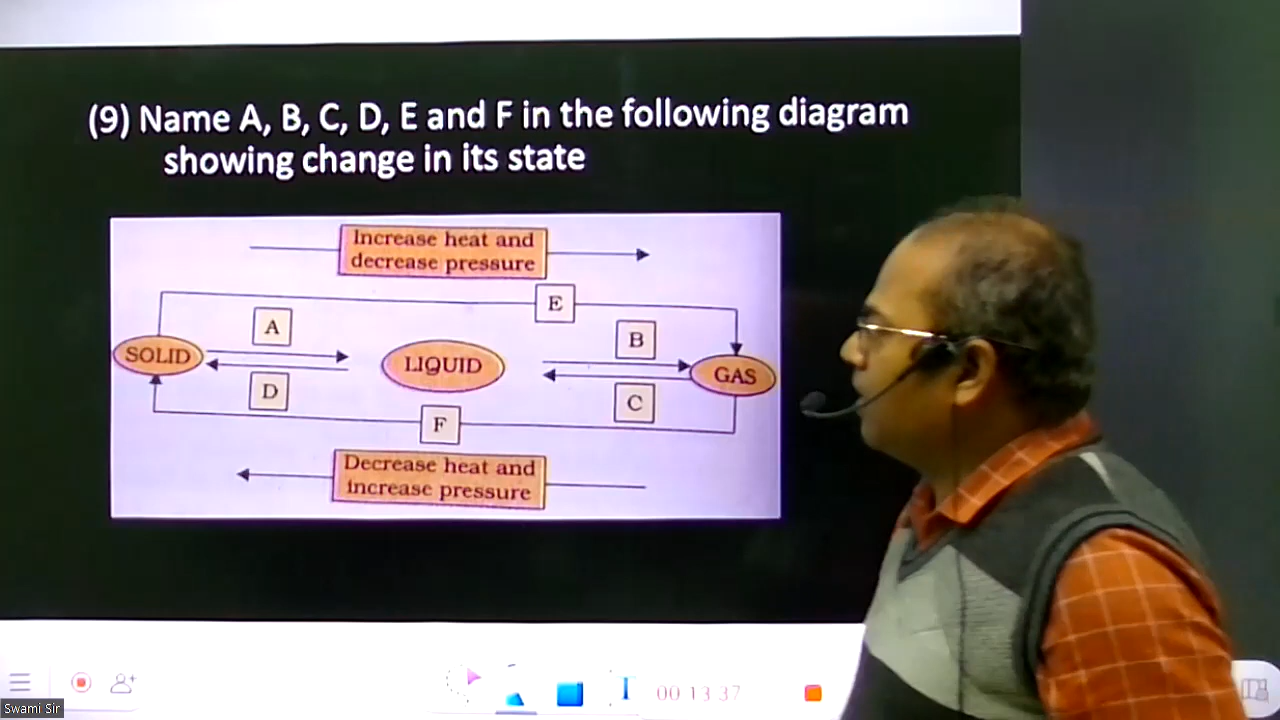 (9) Name A, B, C, D, E and F in the following diagram
showing change in its state
Increase heat and
decrease pressure
E
A
B
SOLID
LIQUID
GAS
D
C
F
Decrease heat and
increase pressure
00:13:37
Swami Sir